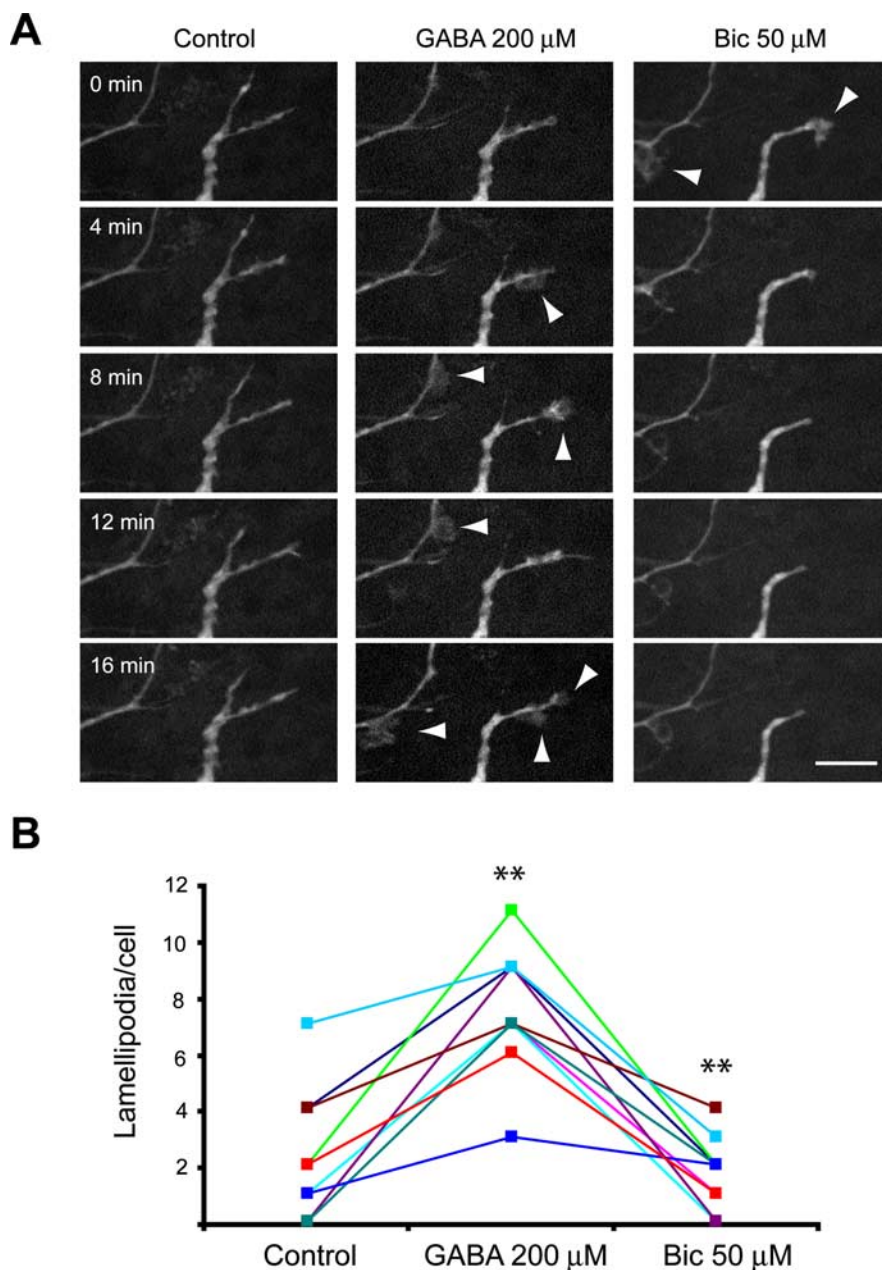 A
Control GABA 200 μM Bic 50 μM
0 min
4 min
8 min
12 min
16 min
B
Lamellipodia/cell
12
10
8
6
4
2
**
**
Control GABA 200 μM Bic 50 μM